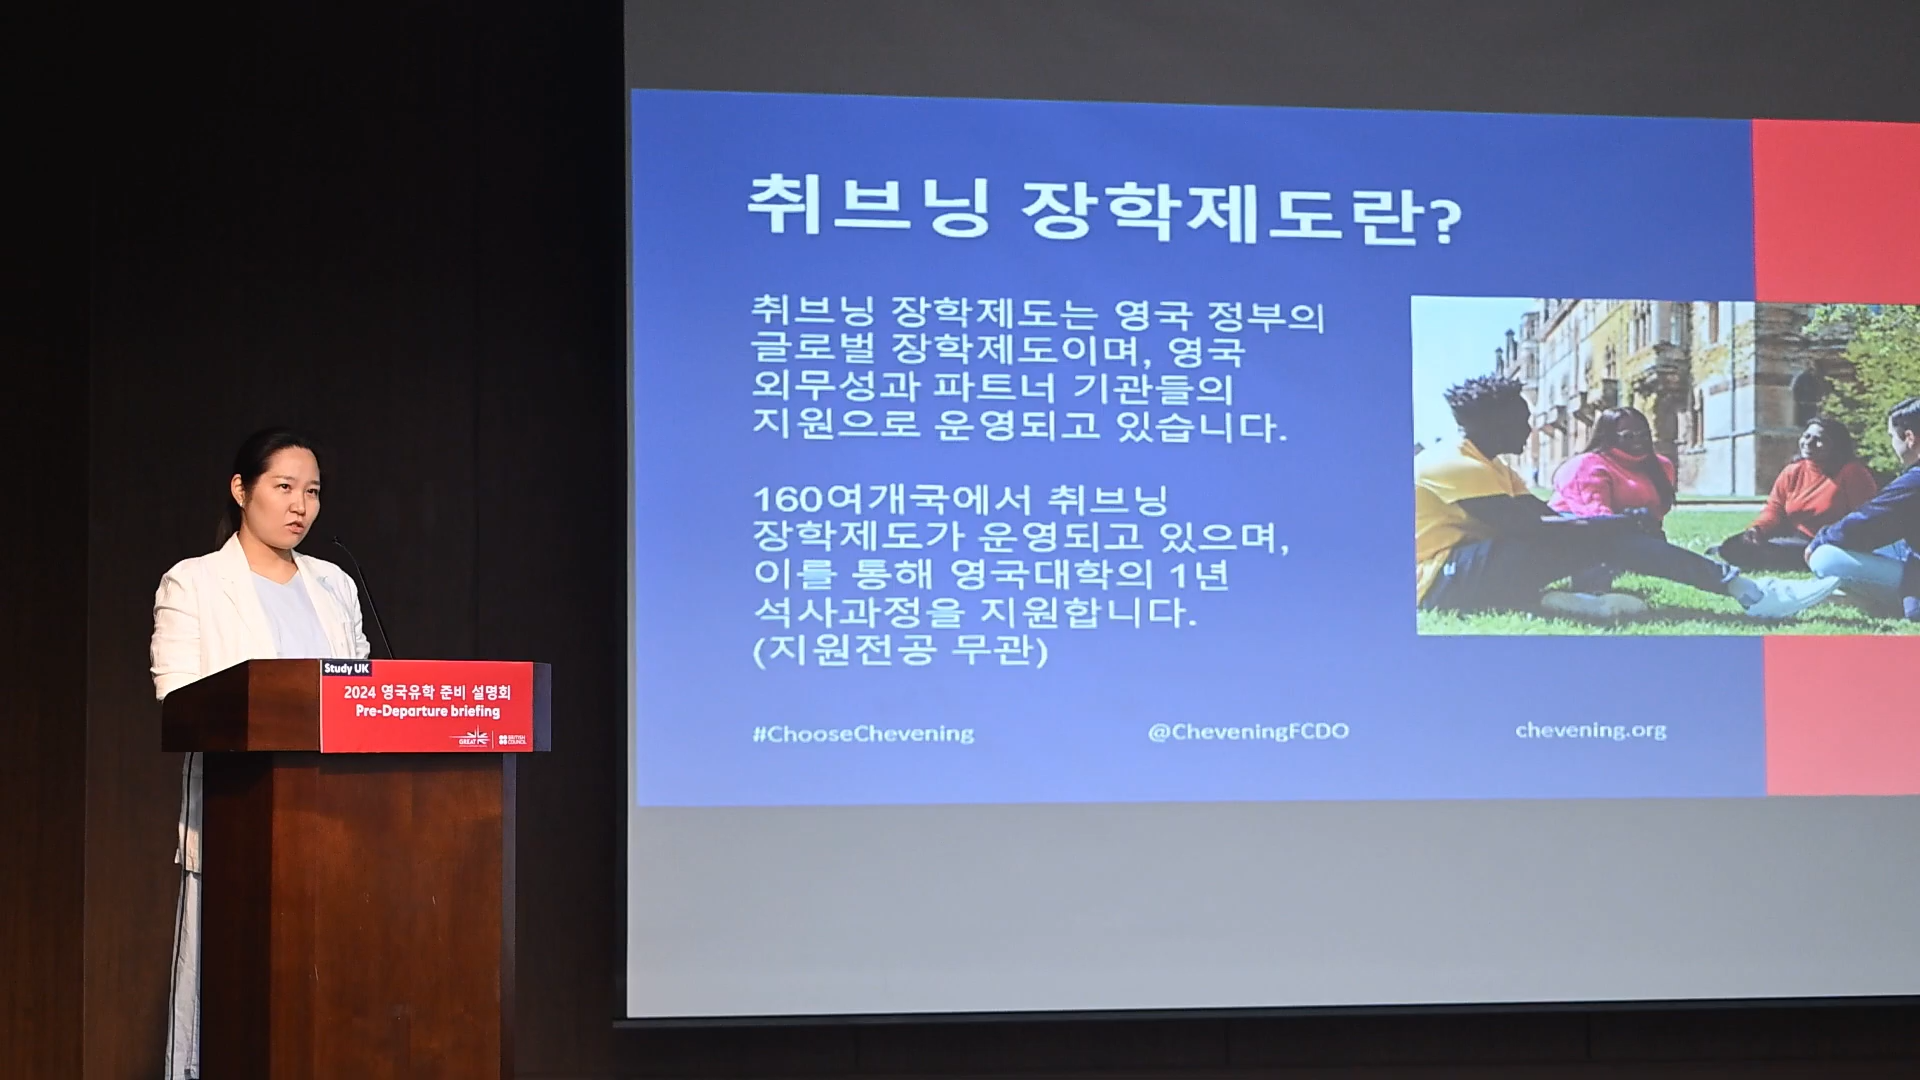 취브닝 장학제도란?
취브닝 장학제도는 영국 정부의
글로벌 장학제도이며, 영국
외무성과 파트너 기관들의
지원으로 운영되고 있습니다.
160여개국에서 취브닝
장학제도가 운영되고 있으며,
이를 통해 영국대학의 1년
석사과정을 지원합니다.
(지원전공 무관)
#ChooseChevening
@CheveningFCDO
chevening.org
Study UK
2024 영국유학 준비 설명회
Pre-Departure briefing
GREAT
BRITISH
COUNCIL